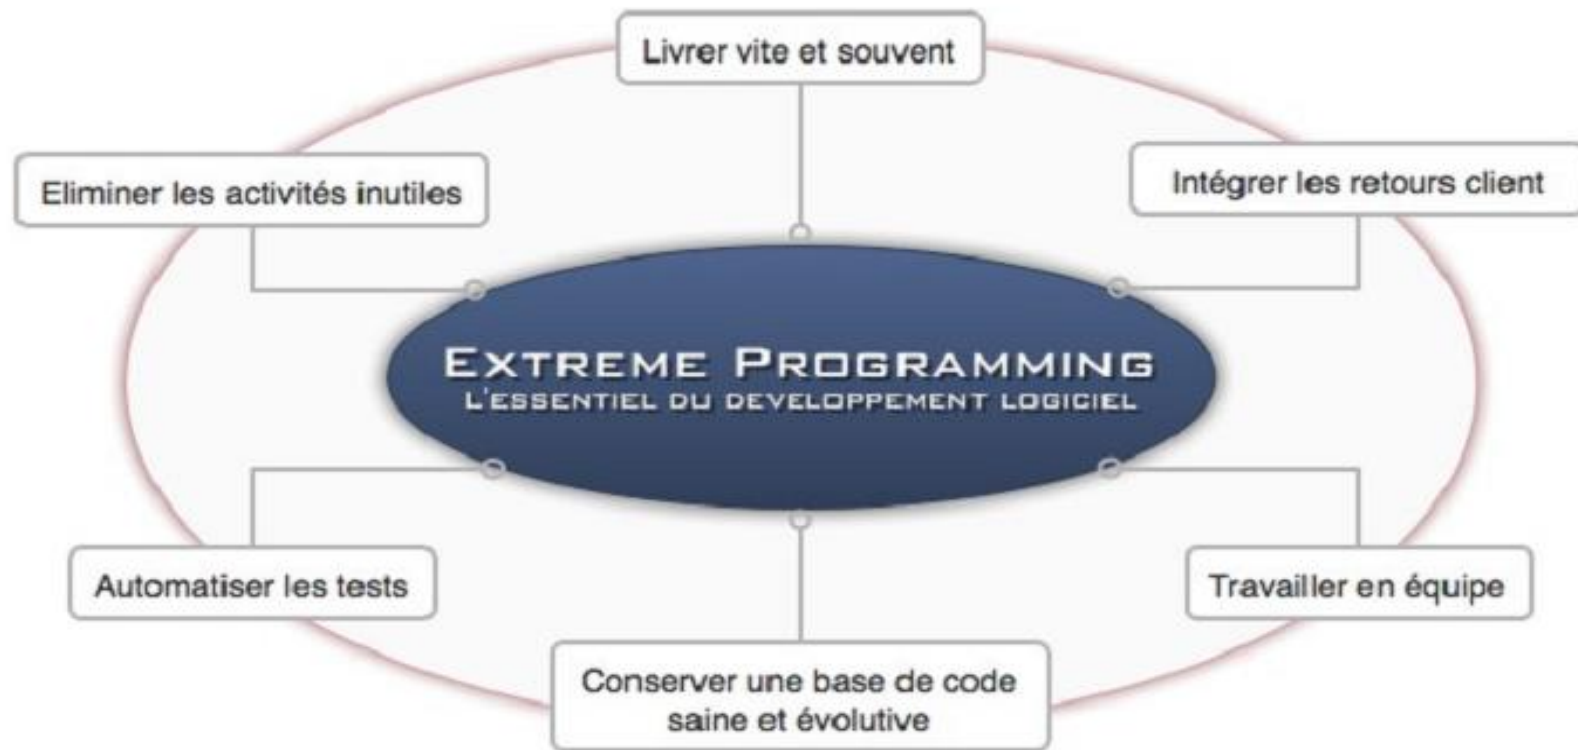 Livrer vite et souvent
Eliminer les activités inutiles
Intégrer les retours client
EXTREME PROGRAMMING
L'ESSENTIEL DU DEVELOPPEMENT LOGICIEL
Automatiser les tests
Travailler en équipe
Conserver une base de code
saine et évolutive